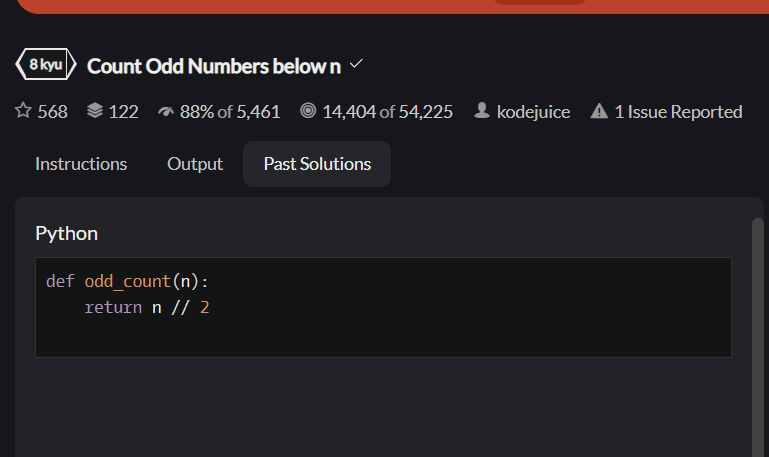 8 kyu Count Odd Numbers below n
568 122 88% of 5,461 14,404 of 54,225 kodejuice 1 Issue Reported
Instructions Output Past Solutions
Python
def odd_count(n):
    return n // 2